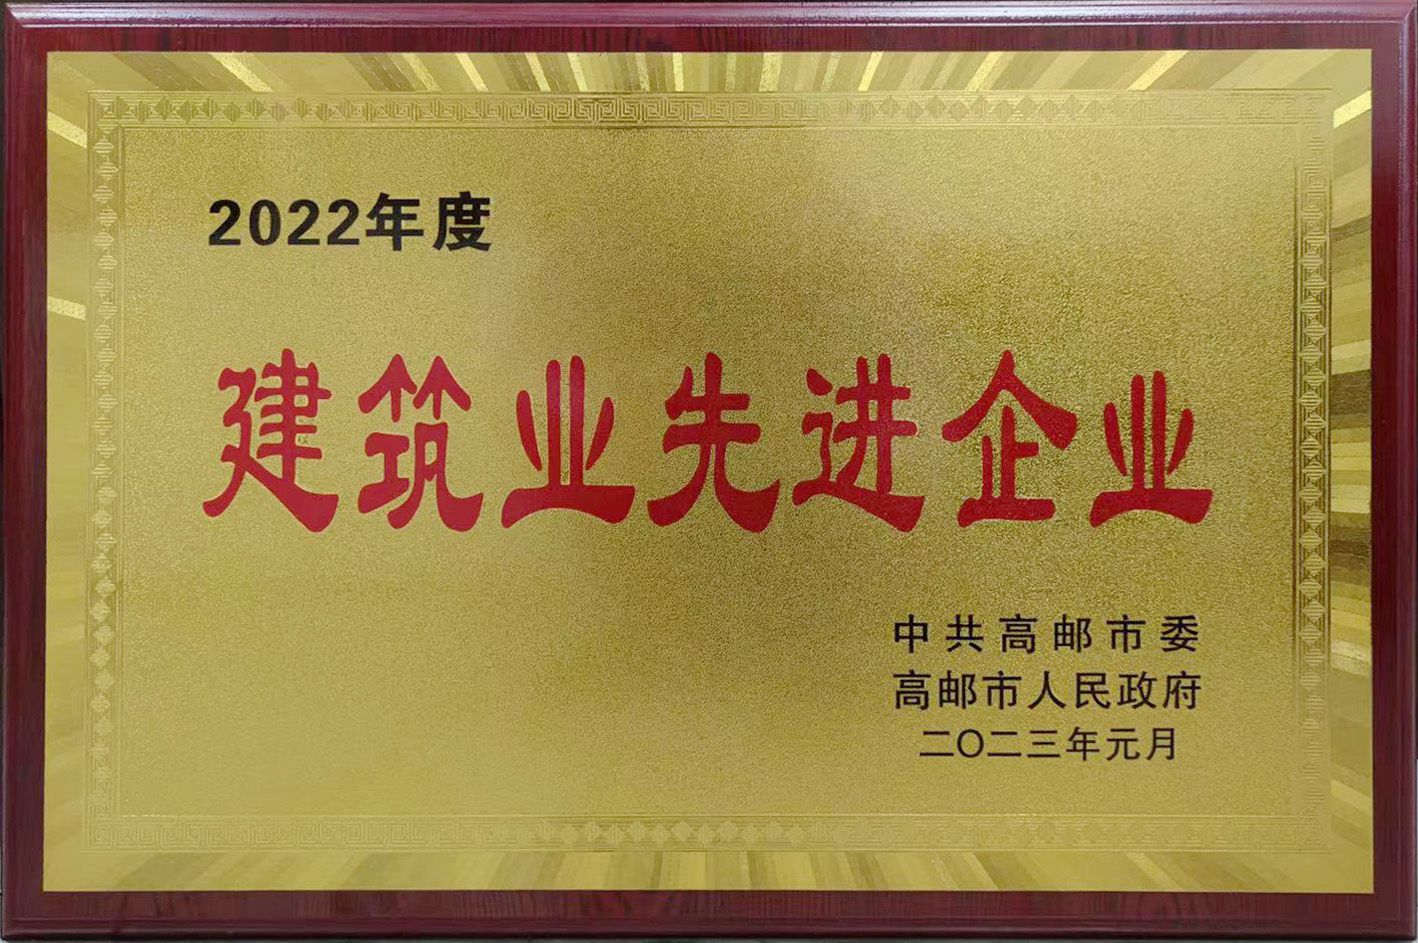 2022年度
建筑业先进企业
中共高邮市委
高邮市人民政府
二〇二三年元月